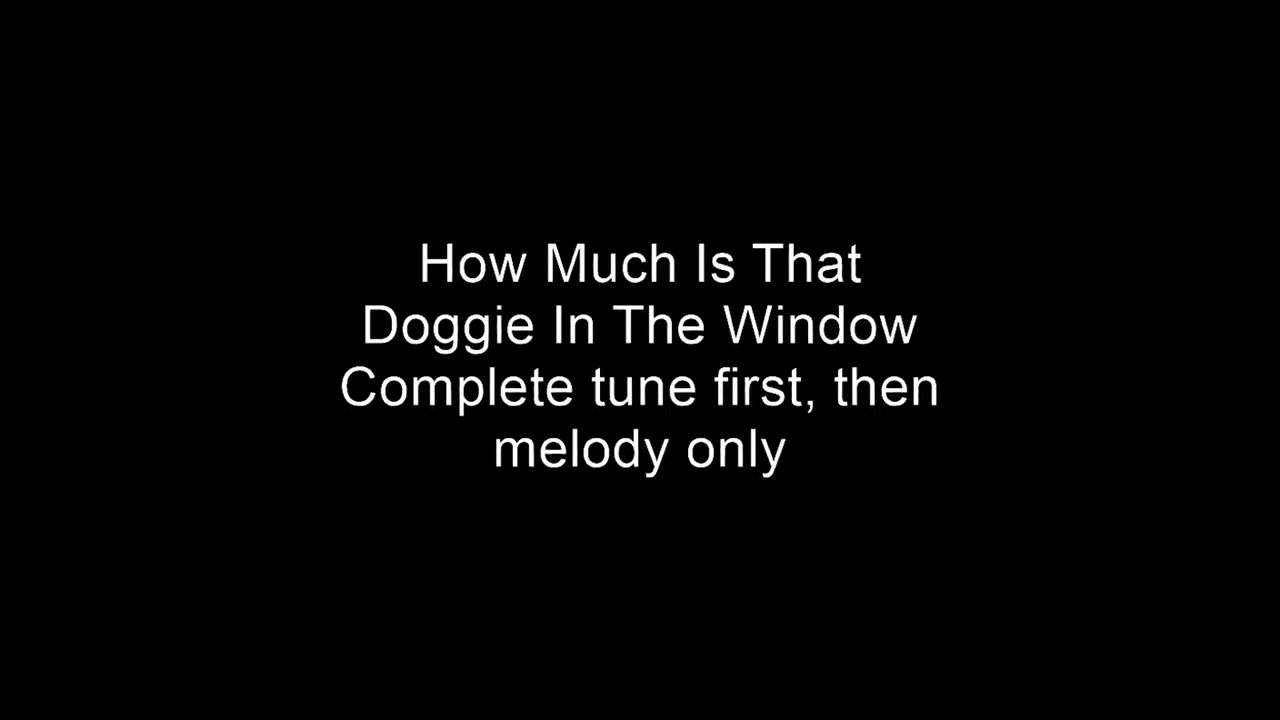 How Much Is That
Doggie In The Window
Complete tune first, then
melody only